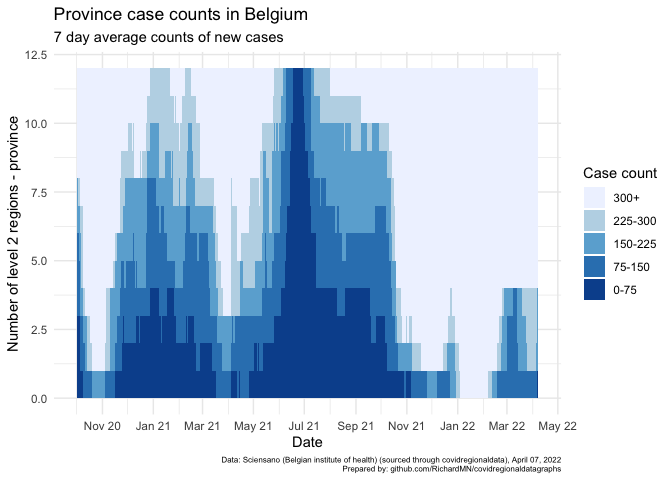 Province case counts in Belgium
7 day average counts of new cases
Number of level 2 regions - province
12.5
10.0
7.5
5.0
2.5
0.0
Nov 20 Jan 21 Mar 21 May 21 Jul 21 Sep 21 Nov 21 Jan 22 Mar 22 May 22
Date
Case count
300+
225-300
150-225
75-150
0-75
Data: Sciensano (Belgian institute of health) (sourced through covidregionaldata), April 07, 2022
Prepared by: github.com/RichardMN/covidregionaldatagraphs